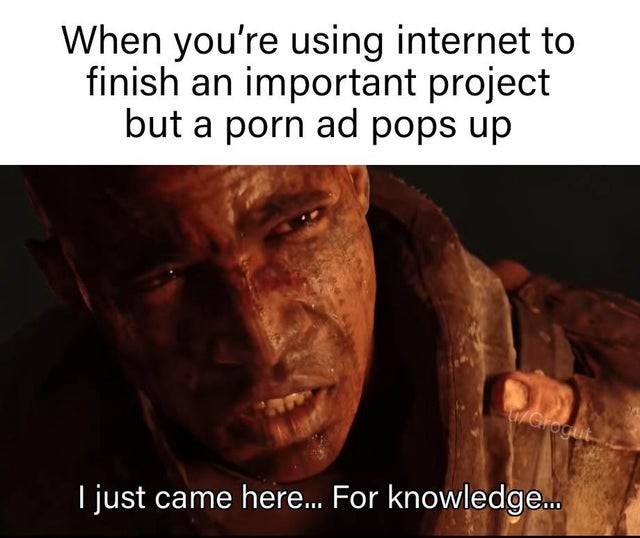 When you're using internet to
finish an important project
but a porn ad pops up
u/Grogut
I just came here... For knowledge...